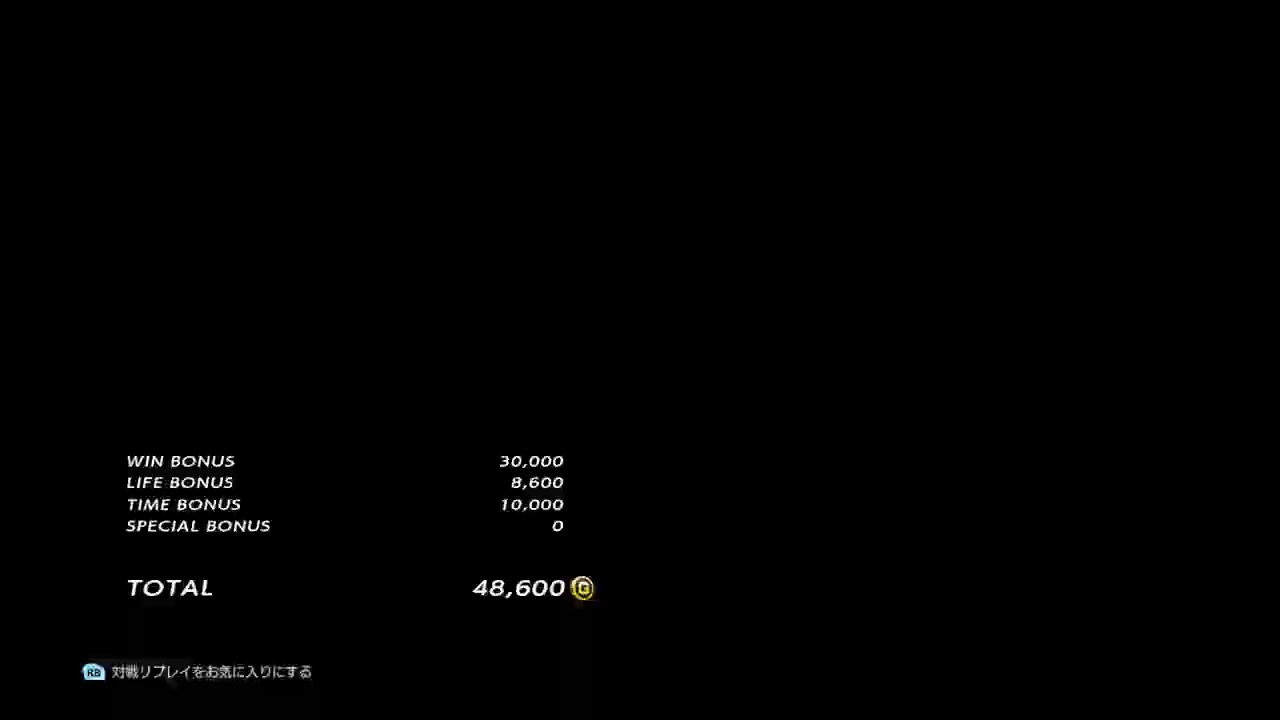 WIN BONUS 30,000
LIFE BONUS 8,600
TIME BONUS 10,000
SPECIAL BONUS 0
TOTAL 48,600 G
RB 対戦リプレイをお気に入りにする